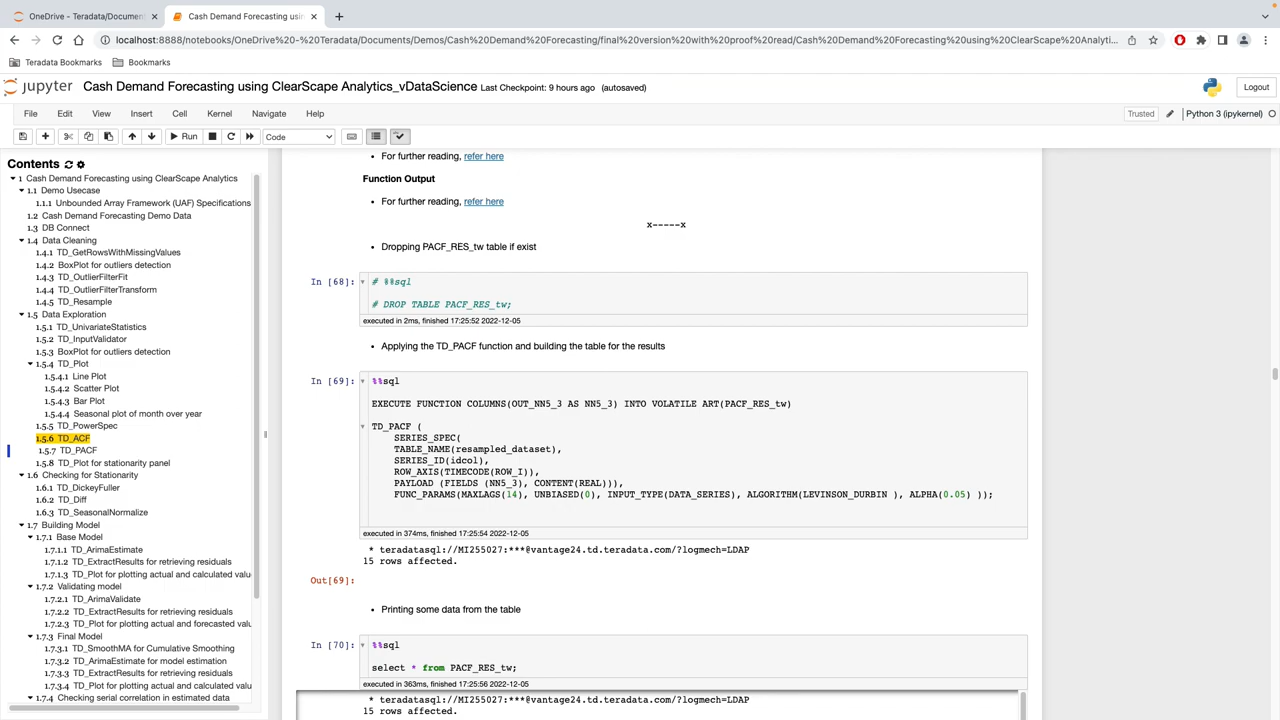 OneDrive - Teradata/Documen
Cash Demand Forecasting usin
localhost:8888/notebooks/OneDrive%20-%20Teradata/Documents/Demos/Cash%20Demand%20Forecasting/final%20version%20with%20proof%20read/Cash%20Demand%20Forecasting%20using%20ClearScape%20Analyti...
Teradata Bookmarks
Bookmarks
jupyter
Cash Demand Forecasting using ClearScape Analytics_vDataScience Last Checkpoint: 9 hours ago (autosaved)
Logout
File Edit View Insert Cell Kernel Navigate Help
Trusted
Python 3 (ipykernel)
Run
Code
Contents
1 Cash Demand Forecasting using ClearScape Analytics
1.1 Demo Usecase
1.1.1 Unbounded Array Framework (UAF) Specifications
1.2 Cash Demand Forecasting Demo Data
1.3 DB Connect
1.4 Data Cleaning
1.4.1 TD_GetRowsWithMissingValues
1.4.2 BoxPlot for outliers detection
1.4.3 TD_OutlierFilterFit
1.4.4 TD_OutlierFilterTransform
1.4.5 TD_Resample
1.5 Data Exploration
1.5.1 TD_UnivariateStatistics
1.5.2 TD_InputValidator
1.5.3 BoxPlot for outliers detection
1.5.4 TD_Plot
1.5.4.1 Line Plot
1.5.4.2 Scatter Plot
1.5.4.3 Bar Plot
1.5.4.4 Seasonal plot of month over year
1.5.5 TD_PowerSpec
1.5.6 TD_ACF
1.5.7 TD_PACF
1.5.8 TD_Plot for stationarity panel
1.6 Checking for Stationarity
1.6.1 TD_DickeyFuller
1.6.2 TD_Diff
1.6.3 TD_SeasonalNormalize
1.7 Building Model
1.7.1 Base Model
1.7.1.1 TD_ArimaEstimate
1.7.1.2 TD_ExtractResults for retrieving residuals
1.7.1.3 TD_Plot for plotting actual and calculated valu
1.7.2 Validating model
1.7.2.1 TD_ArimaValidate
1.7.2.2 TD_ExtractResults for retrieving residuals
1.7.2.3 TD_Plot for plotting actual and forecasted valu
1.7.3 Final Model
1.7.3.1 TD_SmoothMA for Cumulative Smoothing
1.7.3.2 TD_ArimaEstimate for model estimation
1.7.3.3 TD_ExtractResults for retrieving residuals
1.7.3.4 TD_Plot for plotting actual and calculated valu
1.7.4 Checking serial correlation in estimated data
• For further reading, refer here
Function Output
• For further reading, refer here
x-----x
• Dropping PACF_RES_tw table if exist
In [68]:
# %%sql
# DROP TABLE PACF_RES_tw;
executed in 2ms, finished 17:25:52 2022-12-05
• Applying the TD_PACF function and building the table for the results
In [69]:
%%sql
EXECUTE FUNCTION COLUMNS(OUT_NN5_3 AS NN5_3) INTO VOLATILE ART(PACF_RES_tw)
TD_PACF (
SERIES_SPEC(
TABLE_NAME(resampled_dataset),
SERIES_ID(idcol),
ROW_AXIS(TIMECODE(ROW_I)),
PAYLOAD (FIELDS (NN5_3), CONTENT(REAL))),
FUNC_PARAMS(MAXLAGS(14), UNBIASED(0), INPUT_TYPE(DATA_SERIES), ALGORITHM(LEVINSON_DURBIN ), ALPHA(0.05) ));
executed in 374ms, finished 17:25:54 2022-12-05
* teradatasql://MI255027:***@vantage24.td.teradata.com/?logmech=LDAP
15 rows affected.
Out[69]:
• Printing some data from the table
In [70]:
%%sql
select * from PACF_RES_tw;
executed in 363ms, finished 17:25:56 2022-12-05
* teradatasql://MI255027:***@vantage24.td.teradata.com/?logmech=LDAP
15 rows affected.